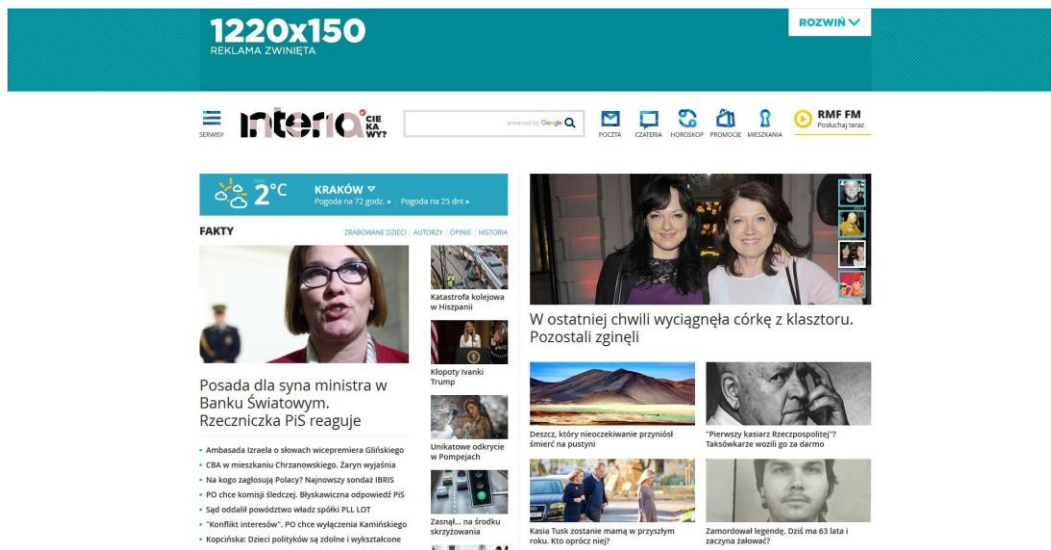 1220x150
REKLAMA ZWINIĘTA
ROZWIŃ
SERWISY
interia
CIE
KA
WY?
enhanced by Google
POCZTA
CZATERIA
HOROSKOP
PROMOCJE
MIESZKANIA
RMF FM
Posłuchaj teraz
2°C
KRAKÓW
Pogoda na 72 godz. » | Pogoda na 25 dni »
FAKTY
ZRABOWANE DZIECI | AUTORZY | OPINIE | HISTORIA
Posada dla syna ministra w
Banku Światowym.
Rzeczniczka PiS reaguje
• Ambasada Izraela o słowach wicepremiera Glińskiego
• CBA w mieszkaniu Chrzanowskiego. Żaryn wyjaśnia
• Na kogo zagłosują Polacy? Najnowszy sondaż IBRIS
• PO chce komisji śledczej. Błyskawiczna odpowiedź PiS
• Sąd oddalił powództwo władz spółki PLL LOT
• "Konflikt interesów". PO chce wyłączenia Kamińskiego
• Kopcińska: Dzieci polityków są zdolne i wykształcone
Katastrofa kolejowa
w Hiszpanii
Kłopoty Ivanki
Trump
Unikatowe odkrycie
w Pompejach
Zasnął... na środku
skrzyżowania
W ostatniej chwili wyciągnęła córkę z klasztoru.
Pozostali zginęli
Deszcz, który nieoczekiwanie przyniósł
śmierć na pustyni
"Pierwszy kasiarz Rzeczpospolitej"?
Taksówkarze wozili go za darmo
Kasia Tusk zostanie mamą w przyszłym
roku. Kto oprócz niej?
Zamordował legendę. Dziś ma 63 lata i
zaczyna żałować?